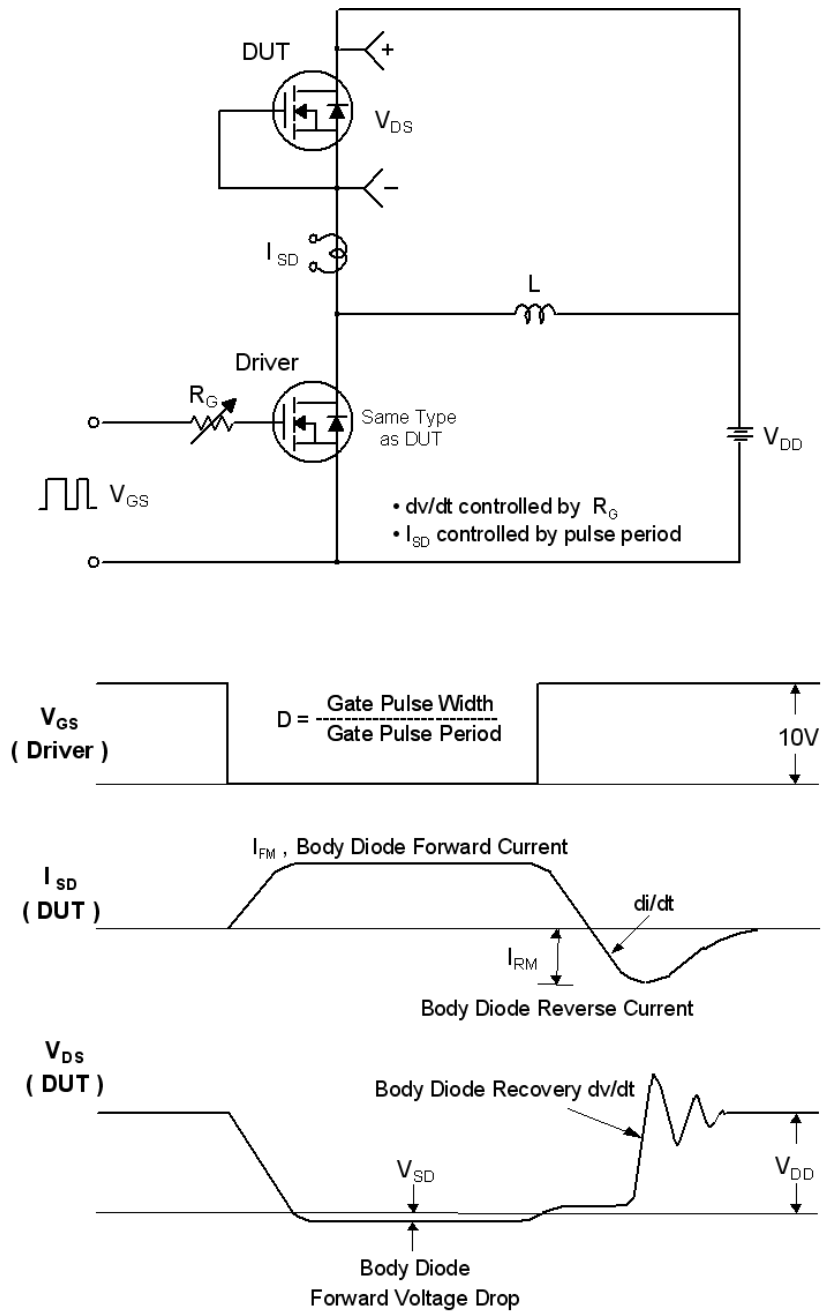 DUT
+
V_DS
−
I_SD
L
Driver
R_G
Same Type
as DUT
V_DD
V_GS
• dv/dt controlled by R_G
• I_SD controlled by pulse period
V_GS
( Driver )
D = Gate Pulse Width
Gate Pulse Period
10V
I_FM , Body Diode Forward Current
I_SD
( DUT )
di/dt
I_RM
Body Diode Reverse Current
V_DS
( DUT )
Body Diode Recovery dv/dt
V_SD
V_DD
Body Diode
Forward Voltage Drop